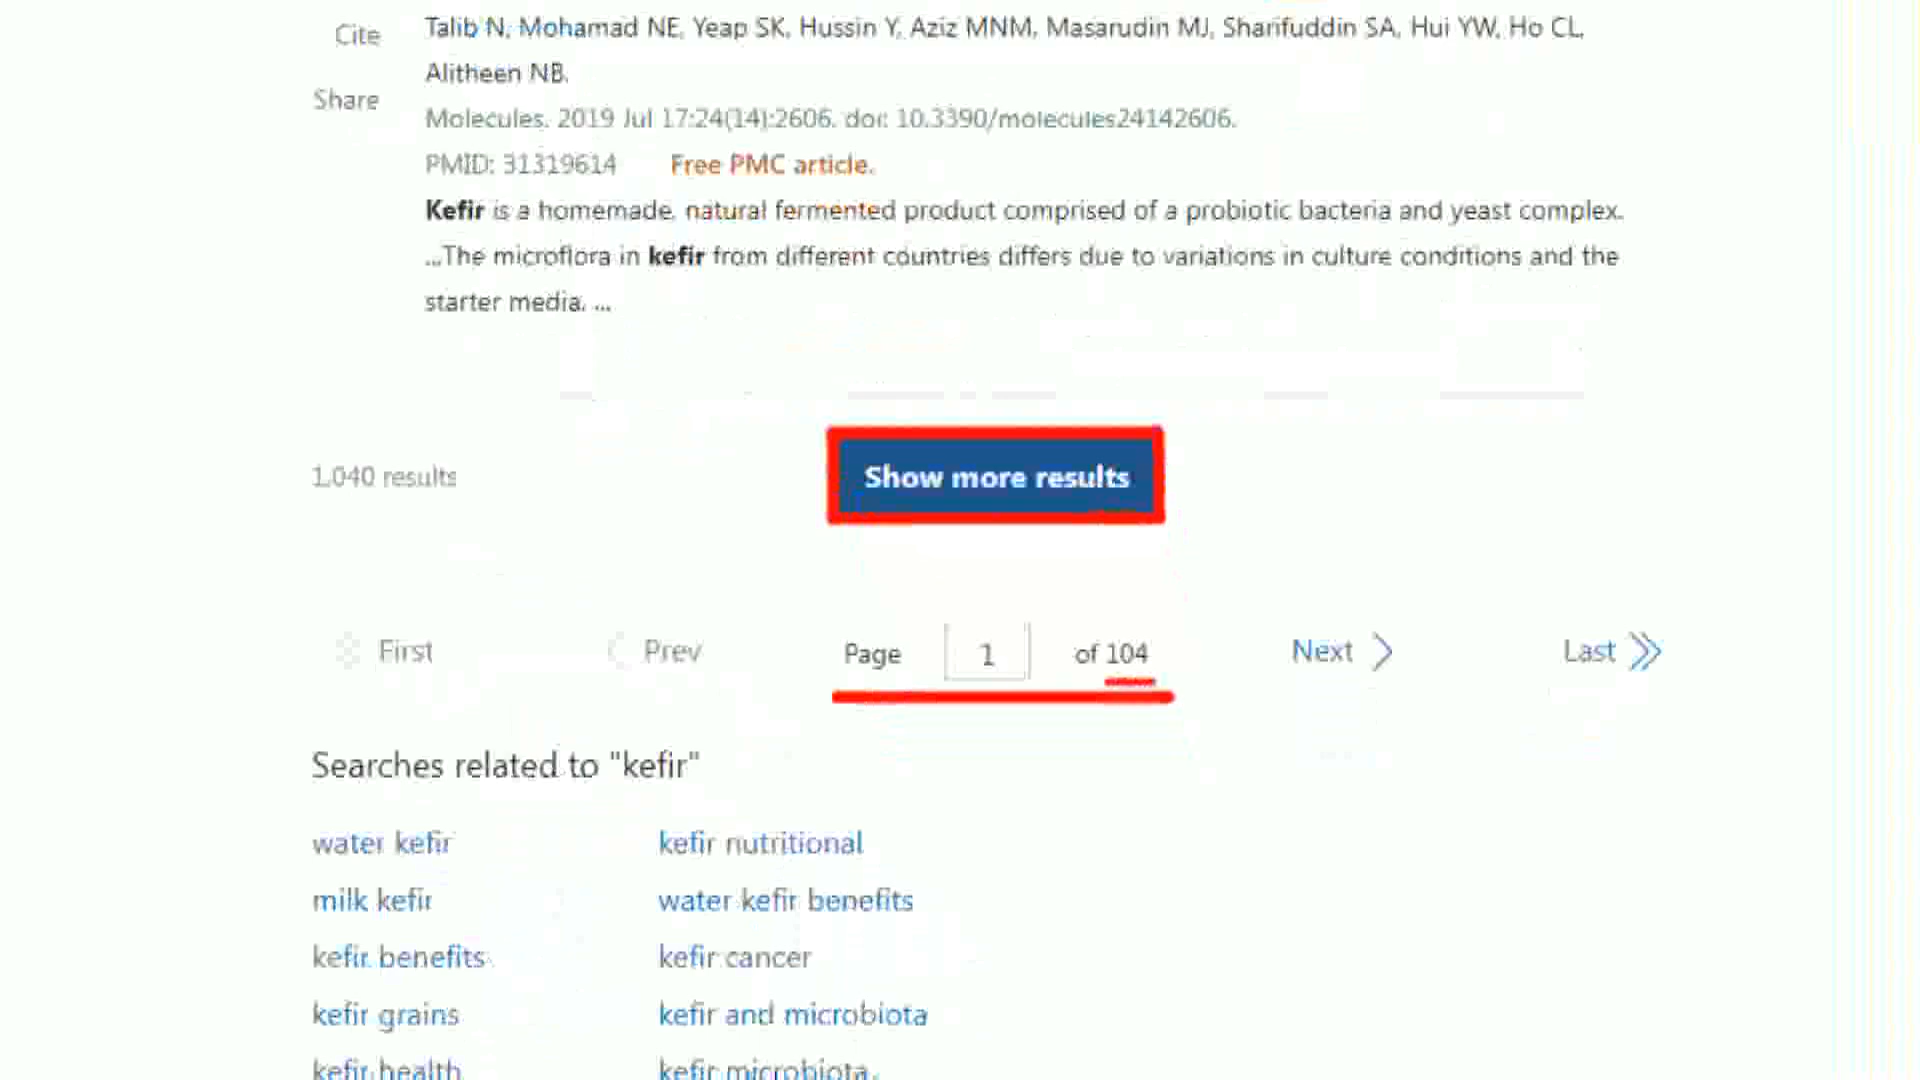 Cite
Talib N, Mohamad NE, Yeap SK, Hussin Y, Aziz MNM, Masarudin MJ, Sharifuddin SA, Hui YW, Ho CL,
Alitheen NB.
Share
Molecules. 2019 Jul 17;24(14):2606. doi: 10.3390/molecules24142606.
PMID: 31319614 Free PMC article.
Kefir is a homemade, natural fermented product comprised of a probiotic bacteria and yeast complex.
...The microflora in kefir from different countries differs due to variations in culture conditions and the
starter media. ...
1,040 results
Show more results
First Prev Page 1 of 104 Next Last
Searches related to "kefir"
water kefir kefir nutritional
milk kefir water kefir benefits
kefir benefits kefir cancer
kefir grains kefir and microbiota
kefir health kefir microbiota